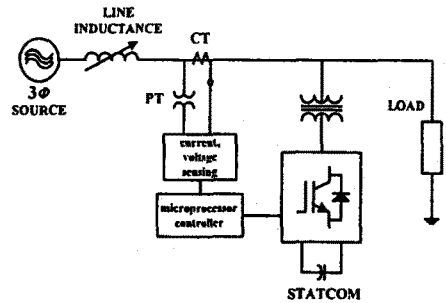 LINE
INDUCTANCE
CT
3Φ
SOURCE
PT
LOAD
current,
voltage
sensing
microprocessor
controller
STATCOM